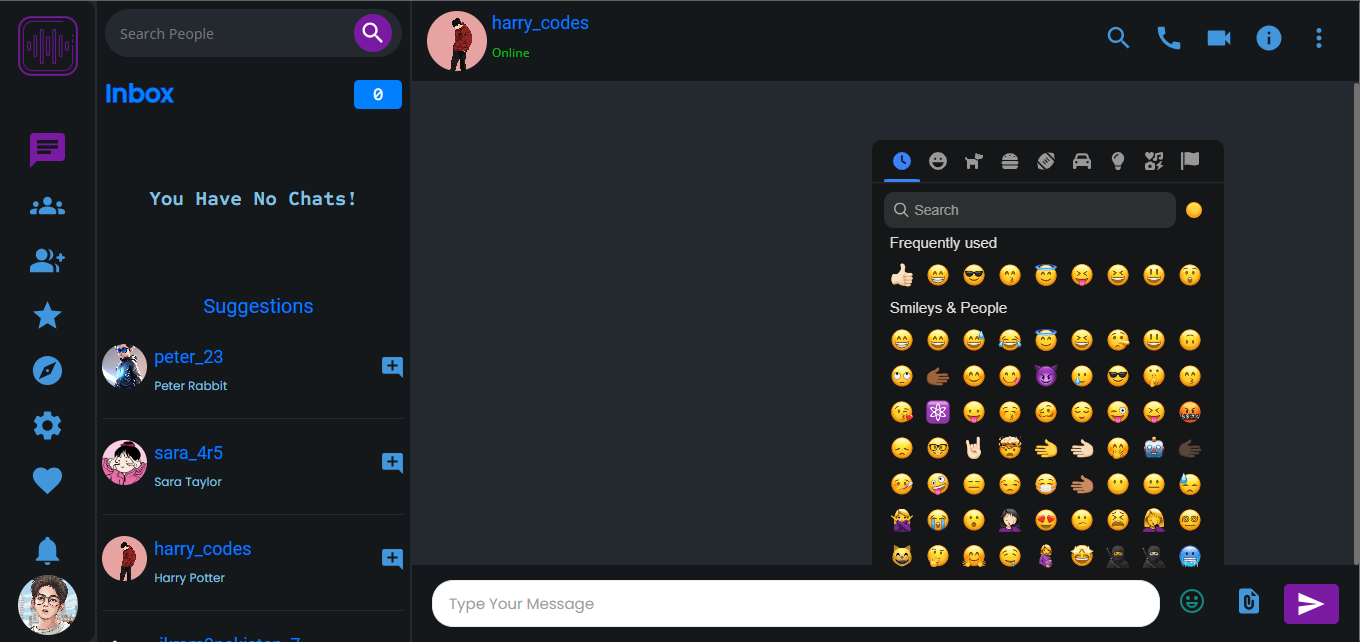 Search People
Inbox
0
You Have No Chats!
Suggestions
peter_23
Peter Rabbit
sara_4r5
Sara Taylor
harry_codes
Harry Potter
harry_codes
Online
Search
Frequently used
Smileys & People
Type Your Message